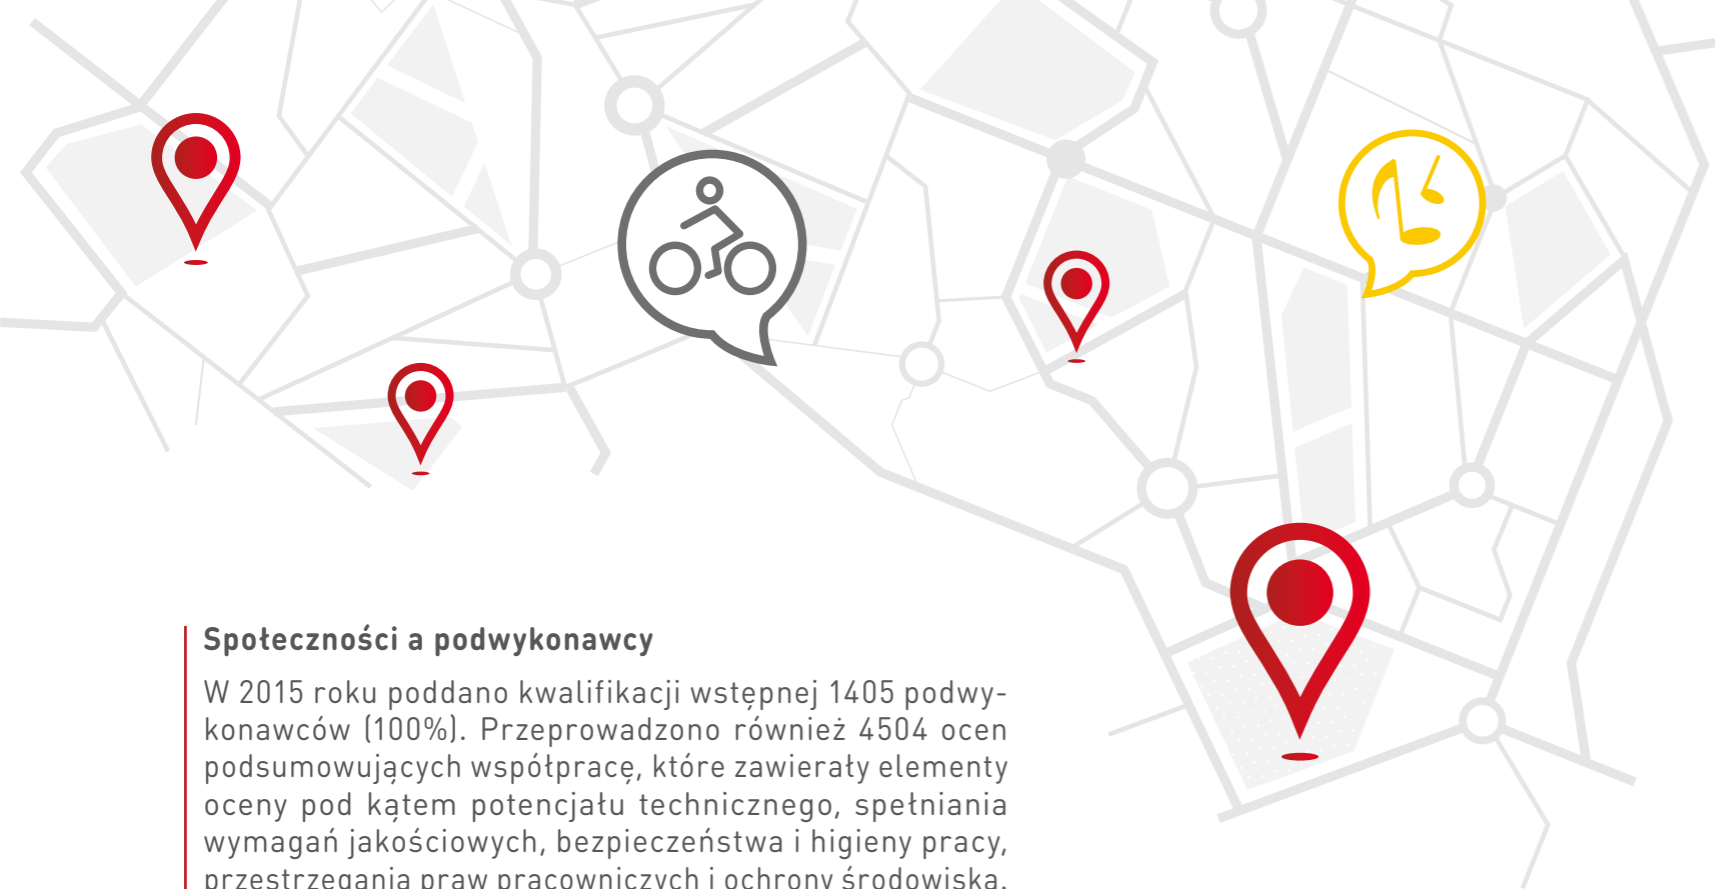 Społeczności a podwykonawcy
W 2015 roku poddano kwalifikacji wstępnej 1405 podwy-
konawców (100%). Przeprowadzono również 4504 ocen
podsumowujących współpracę, które zawierały elementy
oceny pod kątem potencjału technicznego, spełniania
wymagań jakościowych, bezpieczeństwa i higieny pracy,
przestrzegania praw pracowniczych i ochrony środowiska.